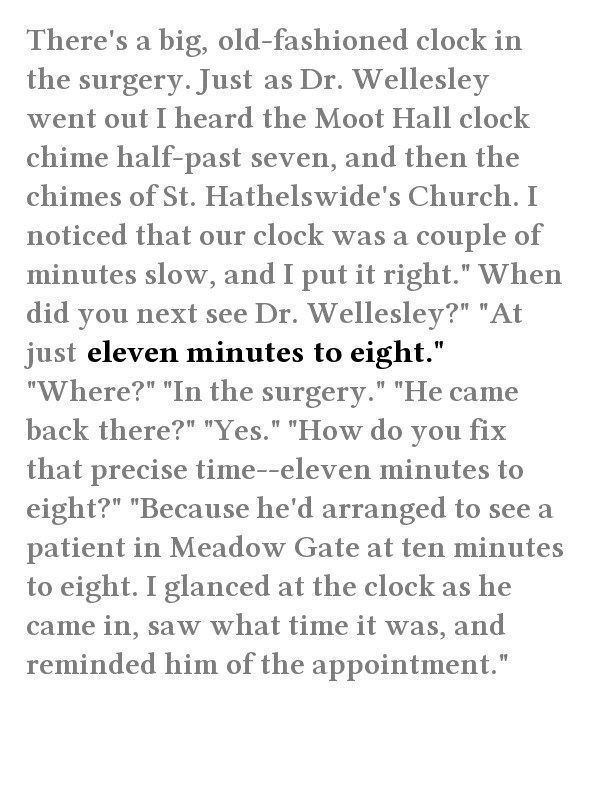 There's a big, old-fashioned clock in
the surgery. Just as Dr. Wellesley
went out I heard the Moot Hall clock
chime half-past seven, and then the
chimes of St. Hathelswide's Church. I
noticed that our clock was a couple of
minutes slow, and I put it right." When
did you next see Dr. Wellesley?" "At
just eleven minutes to eight."
"Where?" "In the surgery." "He came
back there?" "Yes." "How do you fix
that precise time--eleven minutes to
eight?" "Because he'd arranged to see a
patient in Meadow Gate at ten minutes
to eight. I glanced at the clock as he
came in, saw what time it was, and
reminded him of the appointment."